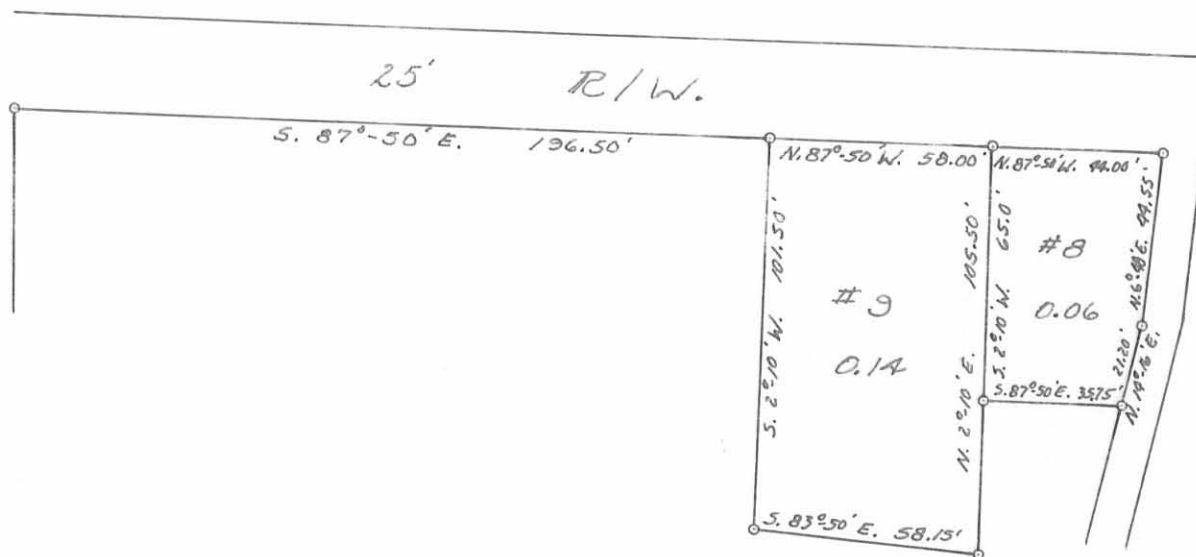 25' R/W.
S. 87°-50' E. 196.50'
N. 87°-50' W. 58.00'
N. 87°-50' W. 44.00'
S. 2°-10' W. 101.50'
#9
0.14
N. 2°-10' E. 105.50'
S. 2°-10' W. 65.0'
#8
0.06
N. 6°-48' E. 44.55'
21.20'
N. 14°-16' E.
S. 87°-50' E. 35.75'
S. 83°-50' E. 58.15'